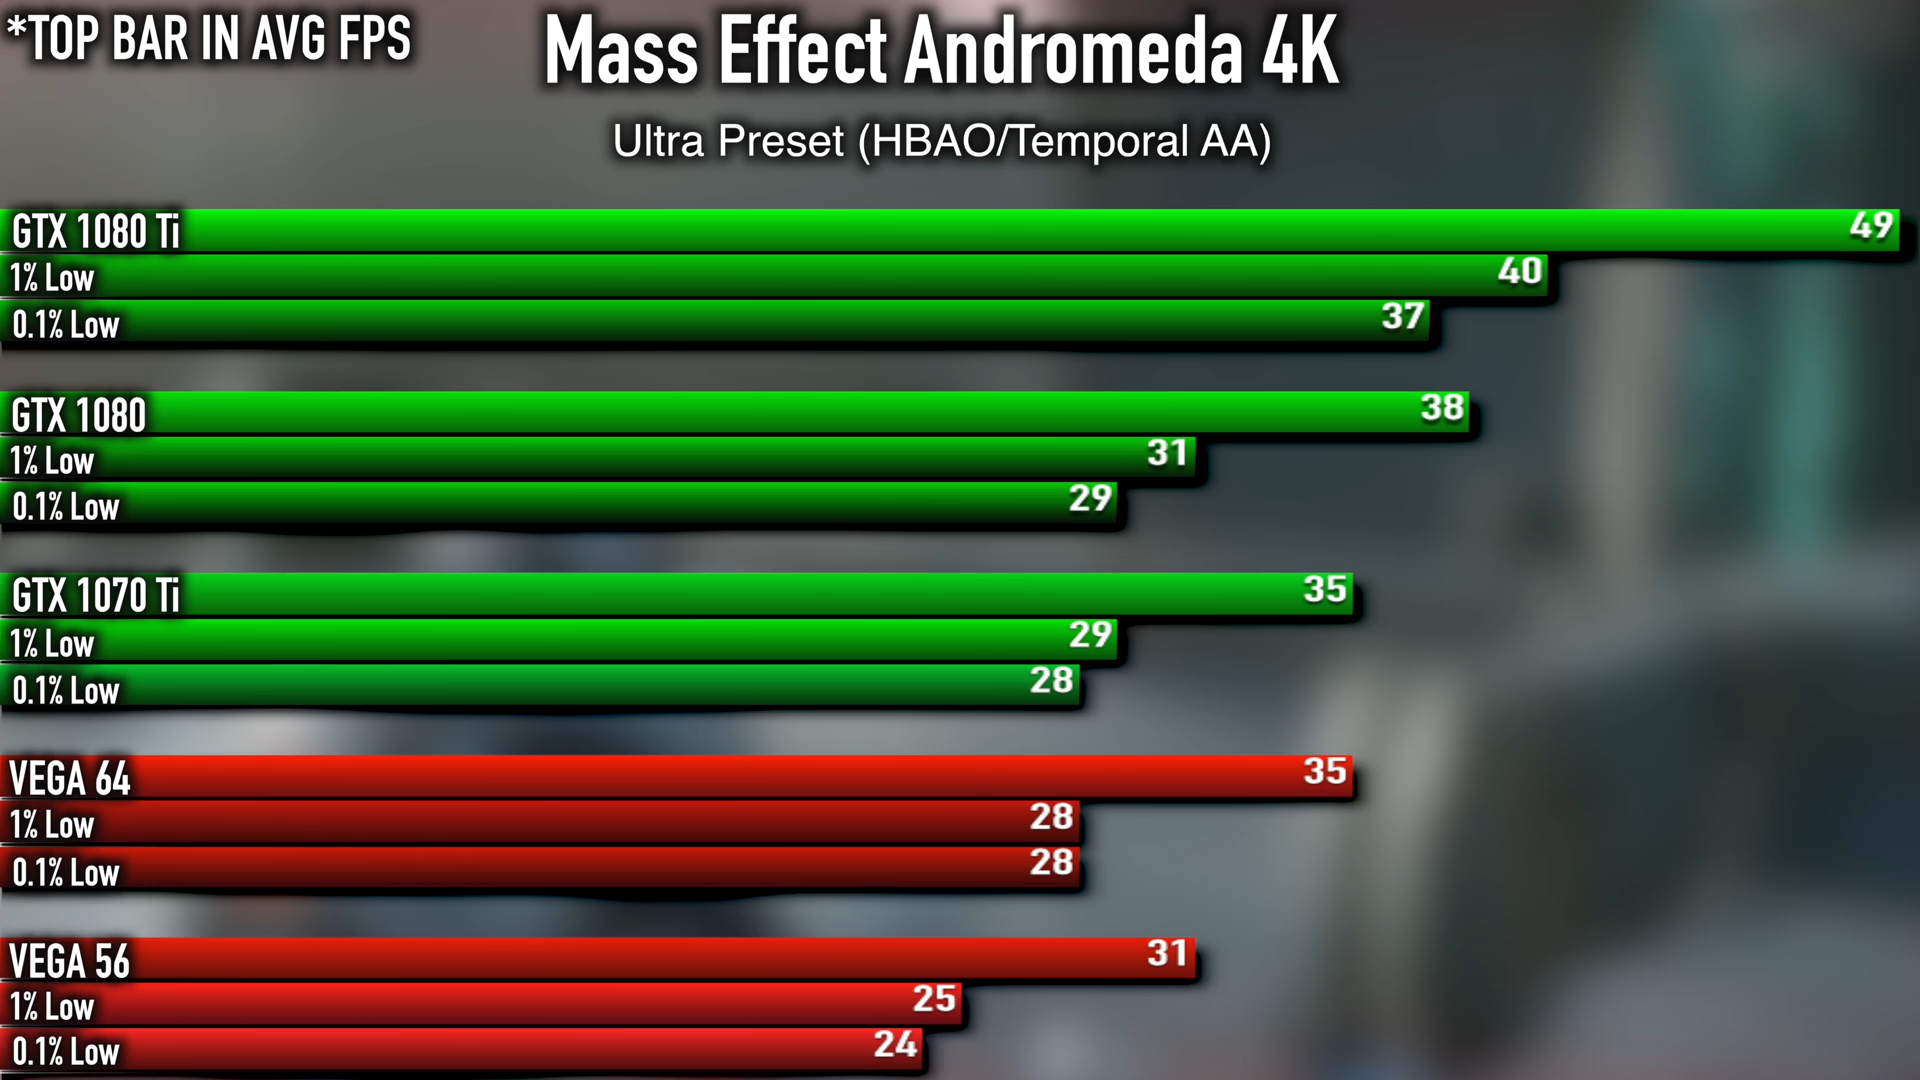 *TOP BAR IN AVG FPS
Mass Effect Andromeda 4K
Ultra Preset (HBAO/Temporal AA)
GTX 1080 Ti 49
1% Low 40
0.1% Low 37
GTX 1080 38
1% Low 31
0.1% Low 29
GTX 1070 Ti 35
1% Low 29
0.1% Low 28
VEGA 64 35
1% Low 28
0.1% Low 28
VEGA 56 31
1% Low 25
0.1% Low 24